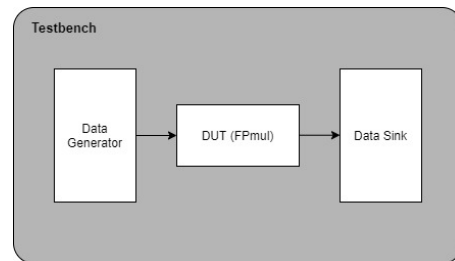 Testbench
Data
Generator
DUT (FPmul)
Data Sink